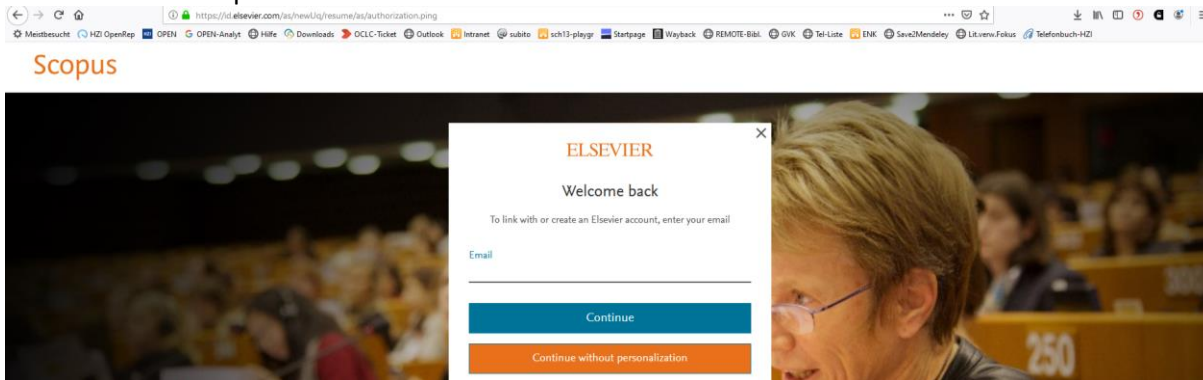 https://id.elsevier.com/as/newUq/resume/as/authorization.ping
Meistbesucht HZI OpenRep OPEN OPEN-Analyt Hilfe Downloads OCLC-Ticket Outlook Intranet subito sch13-playgr Startpage Wayback REMOTE-Bibl. GVK Tel-Liste ENK Save2Mendeley Lit.verw.Fokus Telefonbuch-HZI
Scopus
ELSEVIER
Welcome back
To link with or create an Elsevier account, enter your email
Email
Continue
Continue without personalization
250